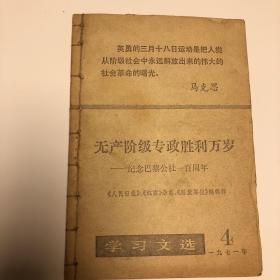 英勇的三月十八日运动是把人类
从阶级社会中永远解放出来的伟大的
社会革命的曙光。
马克思
无产阶级专政胜利万岁
——纪念巴黎公社一百周年
《人民日报》、《红旗》杂志、《解放军报》编辑部
学习文选
4
一九七一年